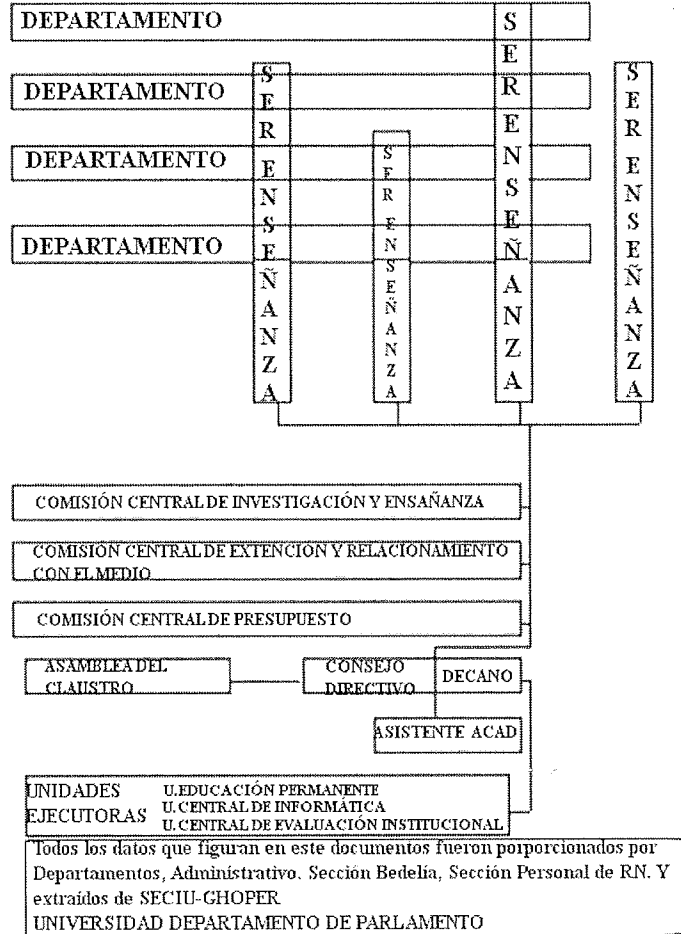 DEPARTAMENTO
DEPARTAMENTO
DEPARTAMENTO
DEPARTAMENTO
SER ENSEÑANZA
SER ENSEÑANZA
SER ENSEÑANZA
SER ENSEÑANZA
COMISIÓN CENTRAL DE INVESTIGACIÓN Y ENSAÑANZA
COMISIÓN CENTRAL DE EXTENCIÓN Y RELACIONAMIENTO
CON EL MEDIO
COMISIÓN CENTRAL DE PRESUPUESTO
ASAMBLEA DEL
CLAUSTRO
CONSEJO
DIRECTIVO
DECANO
ASISTENTE ACAD
UNIDADES
EJECUTORAS
U.EDUCACIÓN PERMANENTE
U. CENTRAL DE INFORMÁTICA
U. CENTRAL DE EVALUACIÓN INSTITUCIONAL
Todos los datos que figuran en este documentos fueron porporcionados por
Departamentos, Administrativo. Sección Bedelía, Sección Personal de RN. Y
extraídos de SECIU-GHOPER
UNIVERSIDAD DEPARTAMENTO DE PARLAMENTO